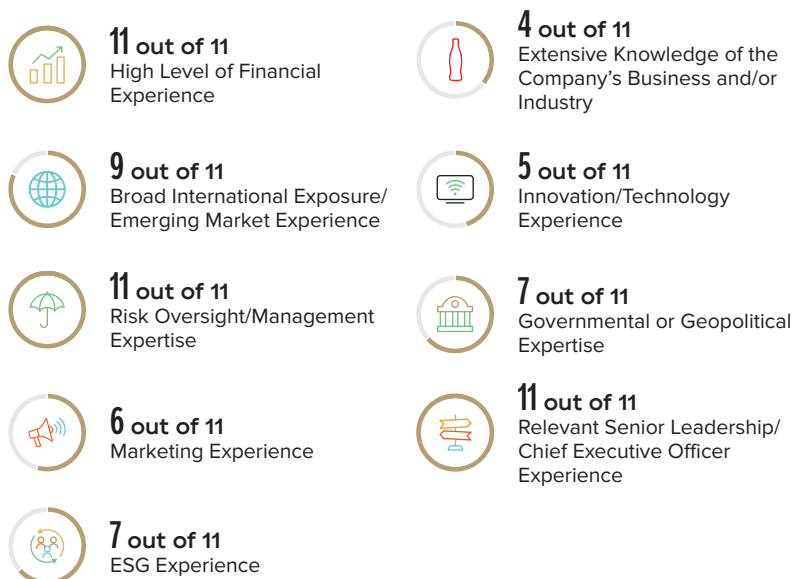 11 out of 11
High Level of Financial
Experience
9 out of 11
Broad International Exposure/
Emerging Market Experience
11 out of 11
Risk Oversight/Management
Expertise
6 out of 11
Marketing Experience
7 out of 11
ESG Experience
4 out of 11
Extensive Knowledge of the
Company’s Business and/or
Industry
5 out of 11
Innovation/Technology
Experience
7 out of 11
Governmental or Geopolitical
Expertise
11 out of 11
Relevant Senior Leadership/
Chief Executive Officer
Experience